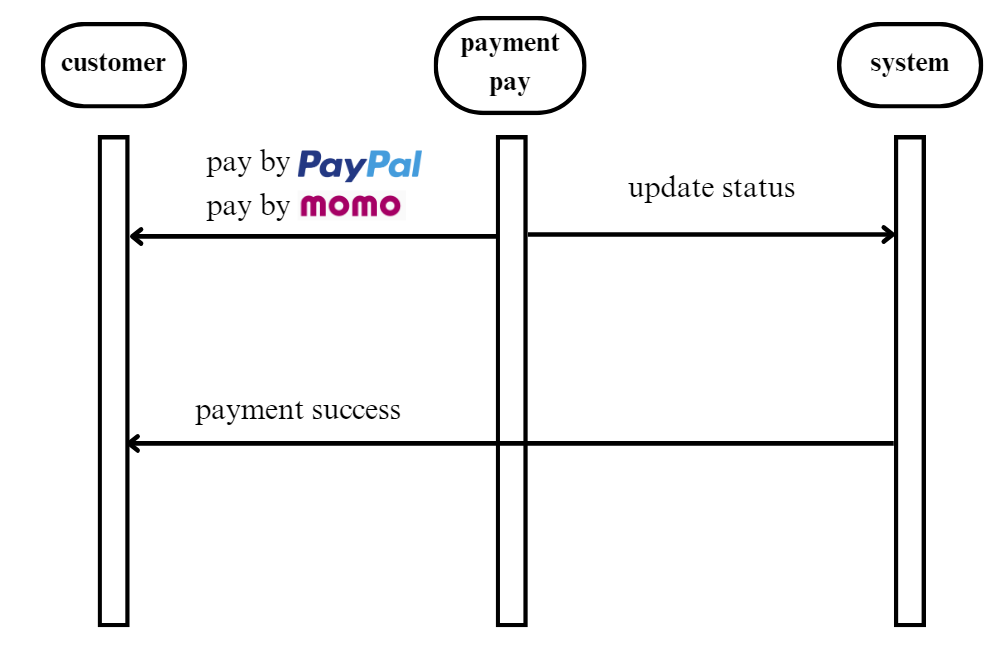 customer
payment
pay
system
pay by PayPal
pay by momo
update status
payment success